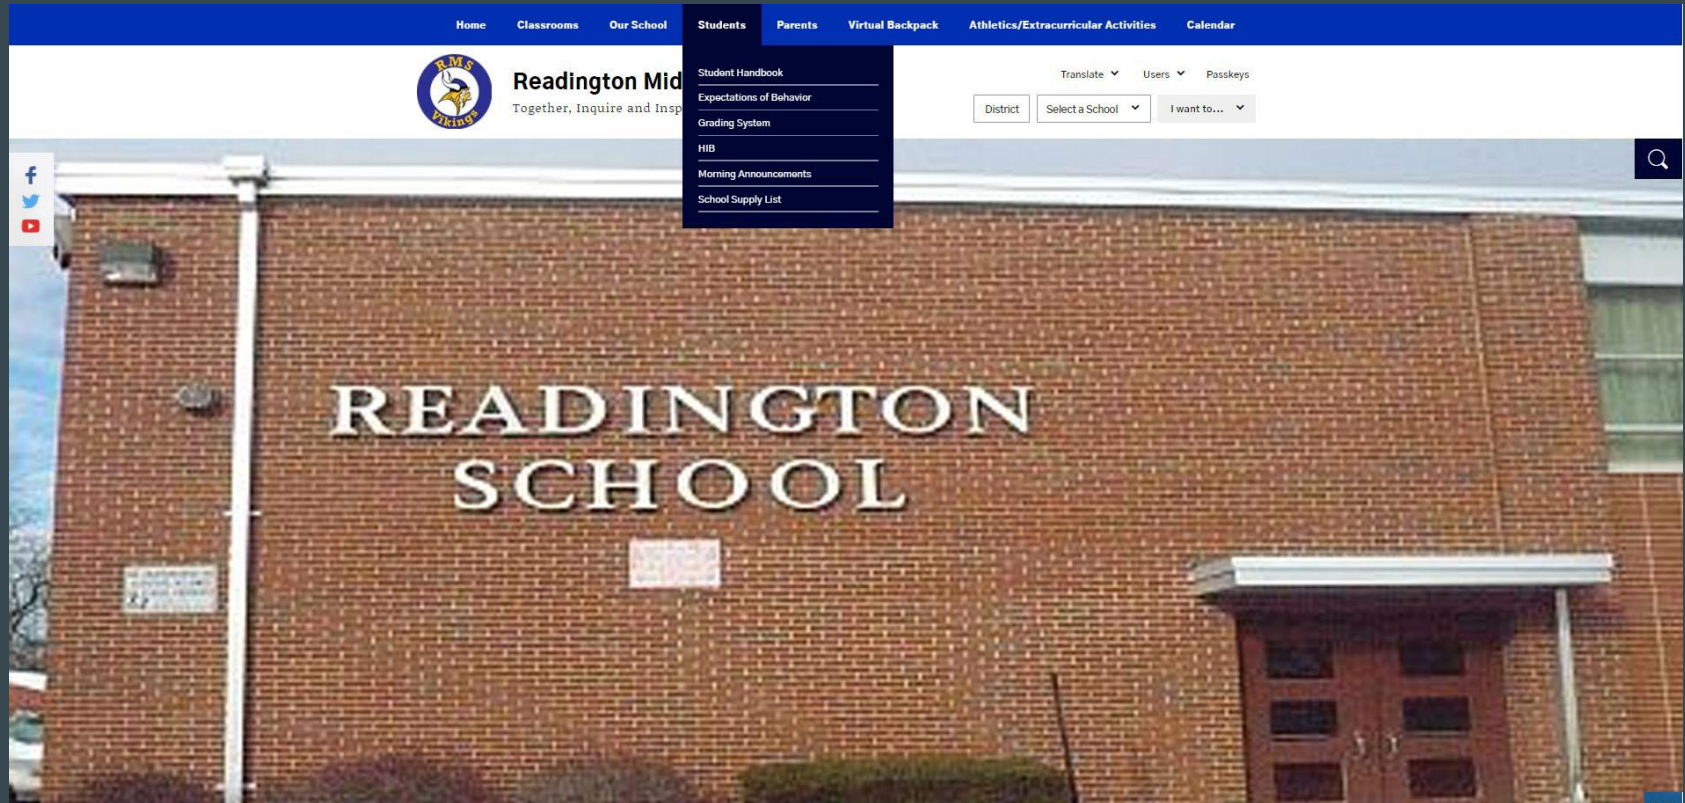 Home Classrooms Our School Students Parents Virtual Backpack Athletics/Extracurricular Activities Calendar
RMS
Vikings
Readington Mid
Together, Inquire and Insp
Student Handbook
Expectations of Behavior
Grading System
HIB
Morning Announcements
School Supply List
Translate Users Passkeys
District Select a School I want to...
READINGTON
SCHOOL